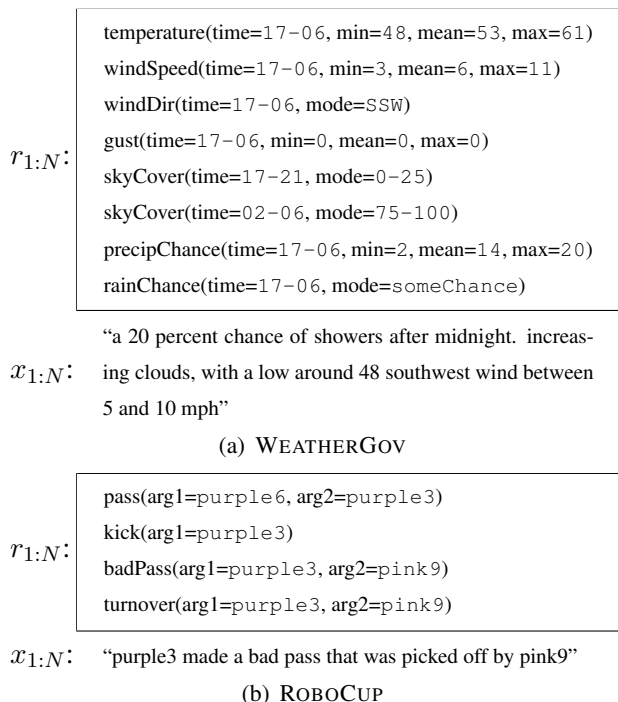 temperature(time=17-06, min=48, mean=53, max=61)
windSpeed(time=17-06, min=3, mean=6, max=11)
windDir(time=17-06, mode=SSW)
gust(time=17-06, min=0, mean=0, max=0)
r1:N:
skyCover(time=17-21, mode=0-25)
skyCover(time=02-06, mode=75-100)
precipChance(time=17-06, min=2, mean=14, max=20)
rainChance(time=17-06, mode=someChance)
“a 20 percent chance of showers after midnight. increas-
x1:N: ing clouds, with a low around 48 southwest wind between
5 and 10 mph”
(a) WEATHERGOV
pass(arg1=purple6, arg2=purple3)
kick(arg1=purple3)
r1:N:
badPass(arg1=purple3, arg2=pink9)
turnover(arg1=purple3, arg2=pink9)
x1:N: “purple3 made a bad pass that was picked off by pink9”
(b) ROBOCUP